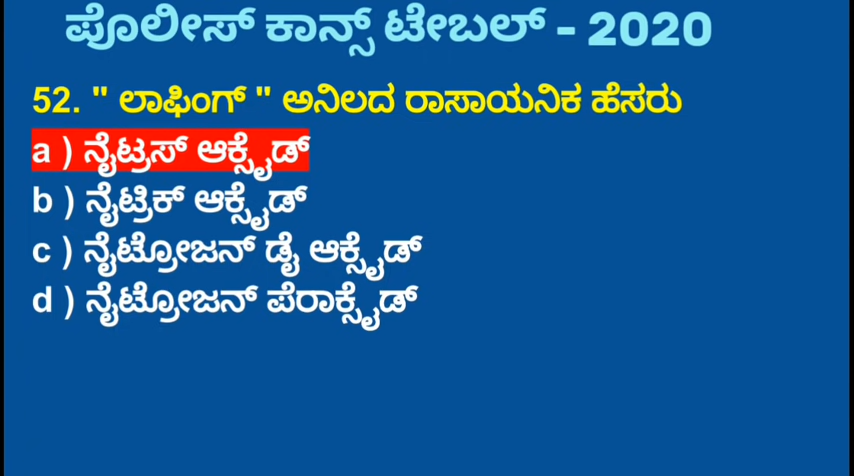 ಪೊಲೀಸ್ ಕಾನ್ಸ್ ಟೇಬಲ್ - 2020
52. " ಲಾಫಿಂಗ್ " ಅನಿಲದ ರಾಸಾಯನಿಕ ಹೆಸರು
a ) ನೈಟ್ರಸ್ ಆಕ್ಸೈಡ್
b ) ನೈಟ್ರಿಕ್ ಆಕ್ಸೈಡ್
c ) ನೈಟ್ರೋಜನ್ ಡೈ ಆಕ್ಸೈಡ್
d ) ನೈಟ್ರೋಜನ್ ಪೆರಾಕ್ಸೈಡ್